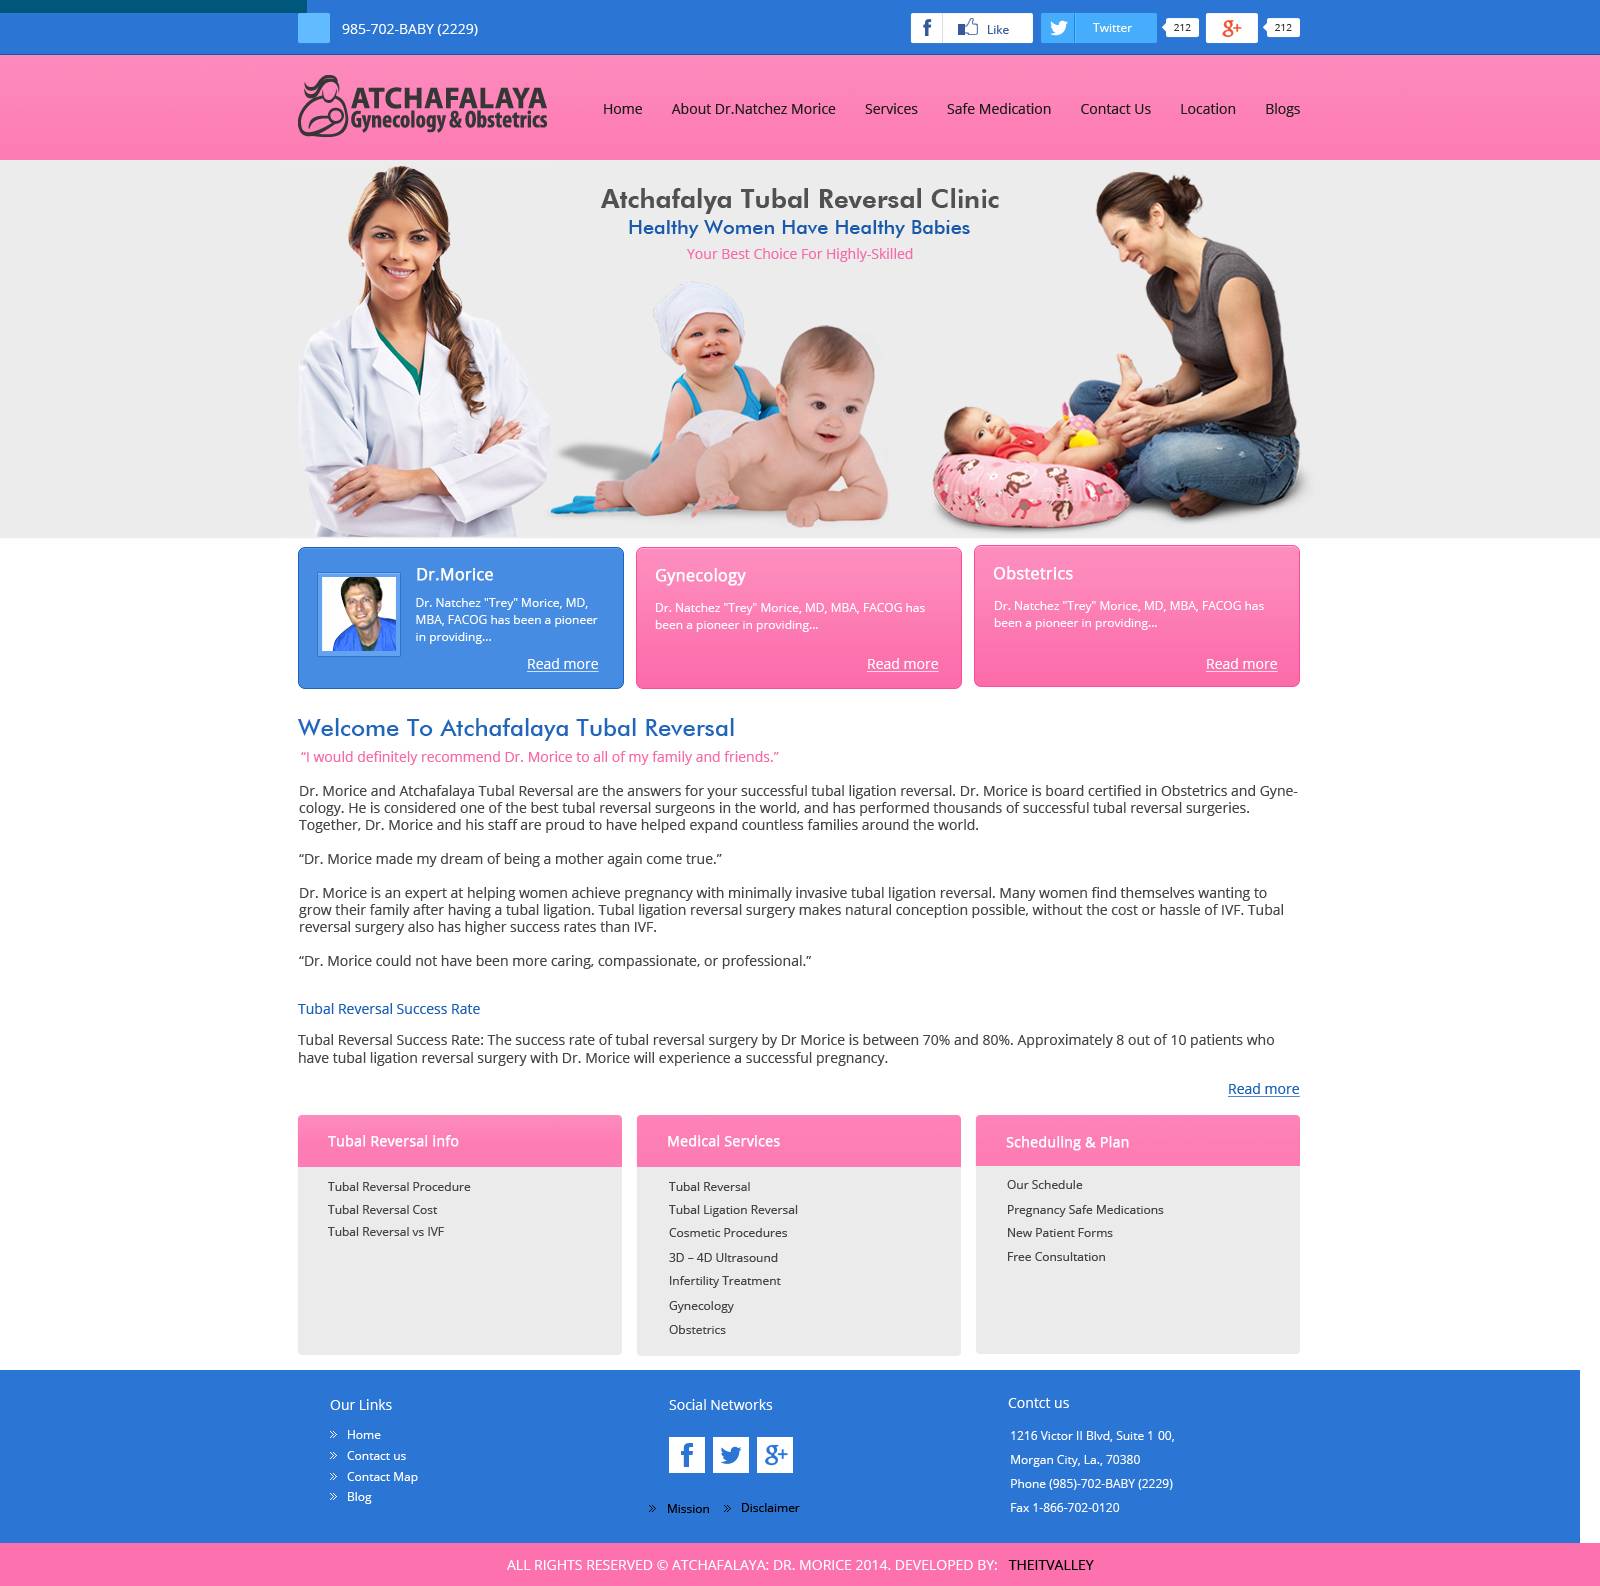 985-702-BABY (2229)
Like
Twitter
212
g+
212
ATCHAFALAYA
Gynecology & Obstetrics
Home
About Dr.Natchez Morice
Services
Safe Medication
Contact Us
Location
Blogs
Atchafalya Tubal Reversal Clinic
Healthy Women Have Healthy Babies
Your Best Choice For Highly-Skilled
Dr.Morice
Dr. Natchez "Trey" Morice, MD,
MBA, FACOG has been a pioneer
in providing...
Read more
Gynecology
Dr. Natchez "Trey" Morice, MD, MBA, FACOG has
been a pioneer in providing...
Read more
Obstetrics
Dr. Natchez "Trey" Morice, MD, MBA, FACOG has
been a pioneer in providing...
Read more
Welcome To Atchafalaya Tubal Reversal
“I would definitely recommend Dr. Morice to all of my family and friends.”
Dr. Morice and Atchafalaya Tubal Reversal are the answers for your successful tubal ligation reversal. Dr. Morice is board certified in Obstetrics and Gyne-
cology. He is considered one of the best tubal reversal surgeons in the world, and has performed thousands of successful tubal reversal surgeries.
Together, Dr. Morice and his staff are proud to have helped expand countless families around the world.
“Dr. Morice made my dream of being a mother again come true.”
Dr. Morice is an expert at helping women achieve pregnancy with minimally invasive tubal ligation reversal. Many women find themselves wanting to
grow their family after having a tubal ligation. Tubal ligation reversal surgery makes natural conception possible, without the cost or hassle of IVF. Tubal
reversal surgery also has higher success rates than IVF.
“Dr. Morice could not have been more caring, compassionate, or professional.”
Tubal Reversal Success Rate
Tubal Reversal Success Rate: The success rate of tubal reversal surgery by Dr Morice is between 70% and 80%. Approximately 8 out of 10 patients who
have tubal ligation reversal surgery with Dr. Morice will experience a successful pregnancy.
Read more
Tubal Reversal info
Tubal Reversal Procedure
Tubal Reversal Cost
Tubal Reversal vs IVF
Medical Services
Tubal Reversal
Tubal Ligation Reversal
Cosmetic Procedures
3D – 4D Ultrasound
Infertility Treatment
Gynecology
Obstetrics
Scheduling & Plan
Our Schedule
Pregnancy Safe Medications
New Patient Forms
Free Consultation
Our Links
Home
Contact us
Contact Map
Blog
Social Networks
g+
Mission
Disclaimer
Contct us
1216 Victor II Blvd, Suite 1 00,
Morgan City, La., 70380
Phone (985)-702-BABY (2229)
Fax 1-866-702-0120
ALL RIGHTS RESERVED © ATCHAFALAYA: DR. MORICE 2014. DEVELOPED BY: THEITVALLEY